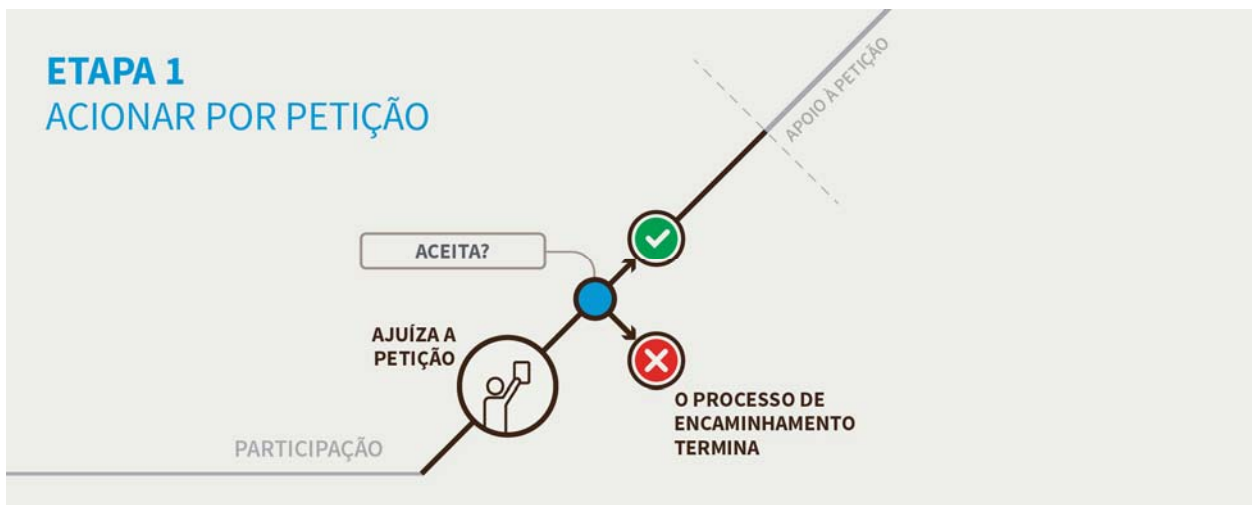 ETAPA 1
ACIONAR POR PETIÇÃO
APOIO À PETIÇÃO
ACEITA?
AJUÍZA A
PETIÇÃO
O PROCESSO DE
ENCAMINHAMENTO
TERMINA
PARTICIPAÇÃO